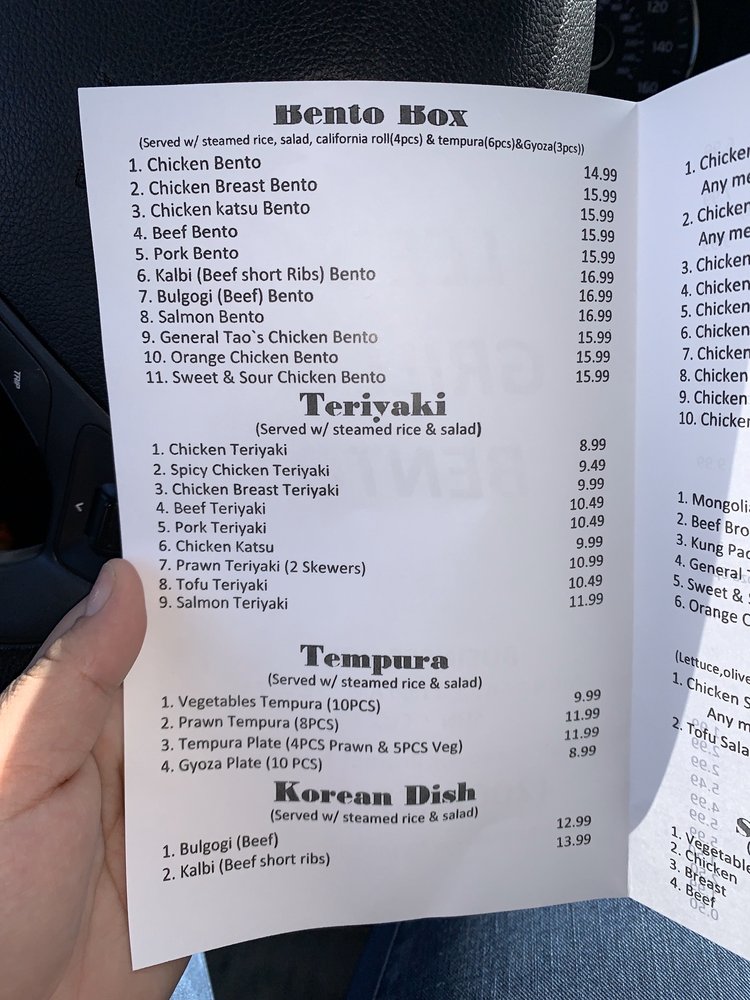 120
140
160
TRIP
Bento Box
(Served w/ steamed rice, salad, california roll(4pcs) & tempura(6pcs)&Gyoza(3pcs))
1. Chicken Bento 14.99
2. Chicken Breast Bento 15.99
3. Chicken katsu Bento 15.99
4. Beef Bento 15.99
5. Pork Bento 15.99
6. Kalbi (Beef short Ribs) Bento 16.99
7. Bulgogi (Beef) Bento 16.99
8. Salmon Bento 16.99
9. General Tao`s Chicken Bento 15.99
10. Orange Chicken Bento 15.99
11. Sweet & Sour Chicken Bento 15.99
Teriyaki
(Served w/ steamed rice & salad)
1. Chicken Teriyaki 8.99
2. Spicy Chicken Teriyaki 9.49
3. Chicken Breast Teriyaki 9.99
4. Beef Teriyaki 10.49
5. Pork Teriyaki 10.49
6. Chicken Katsu 9.99
7. Prawn Teriyaki (2 Skewers) 10.99
8. Tofu Teriyaki 10.49
9. Salmon Teriyaki 11.99
Tempura
(Served w/ steamed rice & salad)
1. Vegetables Tempura (10PCS) 9.99
2. Prawn Tempura (8PCS) 11.99
3. Tempura Plate (4PCS Prawn & 5PCS Veg) 11.99
4. Gyoza Plate (10 PCS) 8.99
Korean Dish
(Served w/ steamed rice & salad)
1. Bulgogi (Beef) 12.99
2. Kalbi (Beef short ribs) 13.99
1. Chicken
Any me
2. Chicken
Any me
3. Chicken
4. Chicken
5. Chicken
6. Chicken
7. Chicken
8. Chicken
9. Chicken
10. Chicken
1. Mongolia
2. Beef Bro
3. Kung Pac
4. General
5. Sweet &
6. Orange C
(Lettuce,olive
1. Chicken S
Any m
2. Tofu Sala
1. Vegetable
2. Chicken
3. Breast
4. Beef